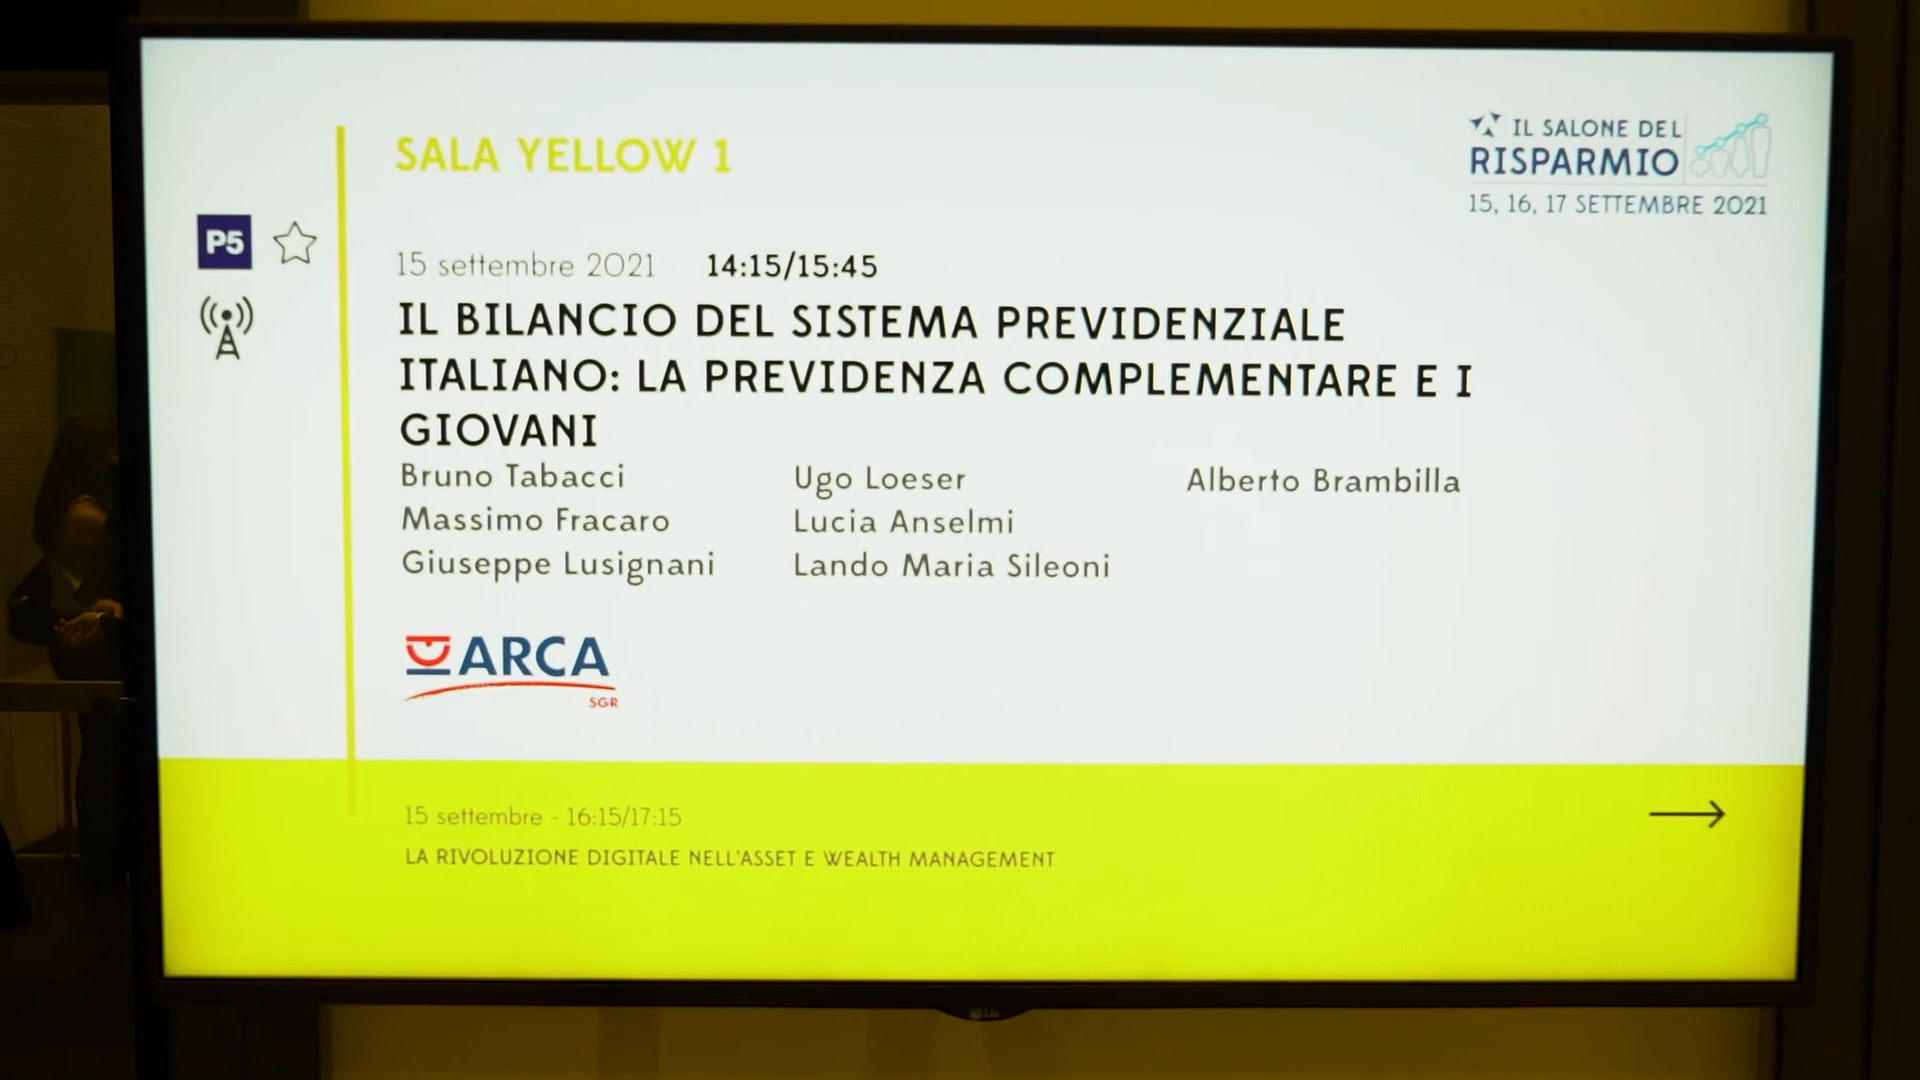 SALA YELLOW 1
IL SALONE DEL
RISPARMIO
15, 16, 17 SETTEMBRE 2021
P5
15 settembre 2021 14:15/15:45
IL BILANCIO DEL SISTEMA PREVIDENZIALE
ITALIANO: LA PREVIDENZA COMPLEMENTARE E I
GIOVANI
Bruno Tabacci Ugo Loeser Alberto Brambilla
Massimo Fracaro Lucia Anselmi
Giuseppe Lusignani Lando Maria Sileoni
ARCA
SGR
15 settembre - 16:15/17:15
LA RIVOLUZIONE DIGITALE NELL'ASSET E WEALTH MANAGEMENT
LG